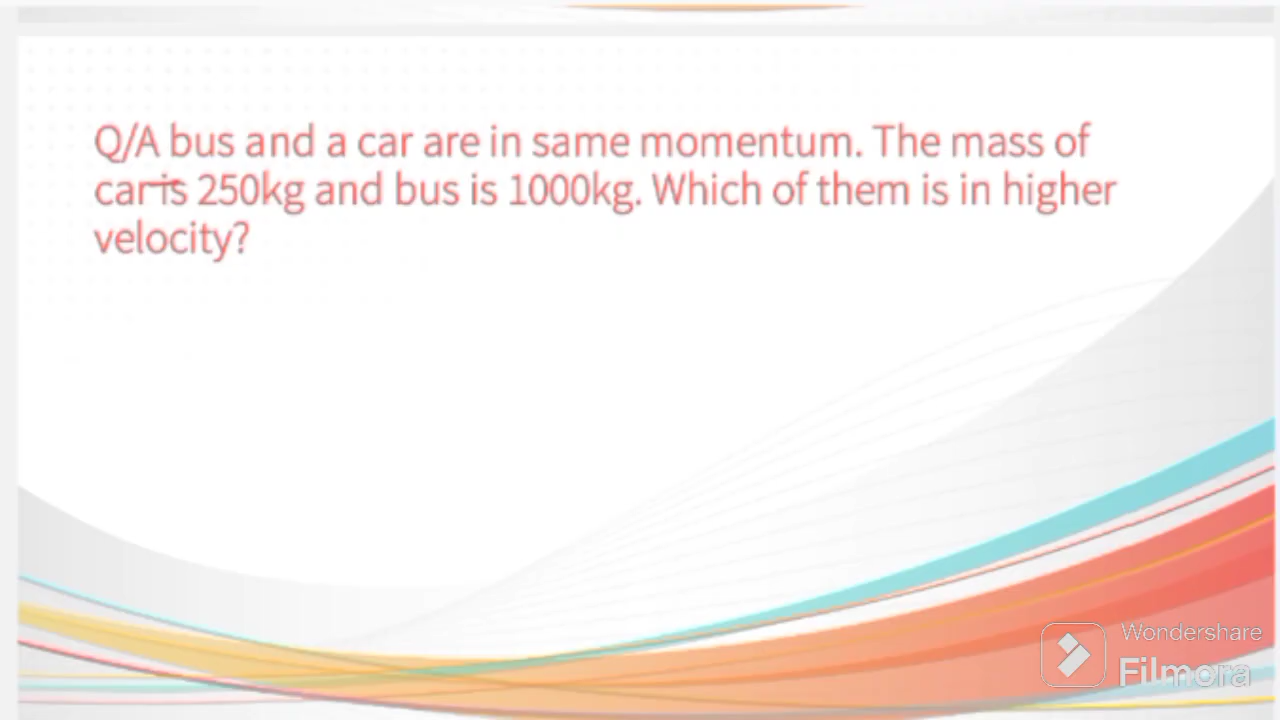 Q/A bus and a car are in same momentum. The mass of
car is 250kg and bus is 1000kg. Which of them is in higher
velocity?
Wondershare
Filmora